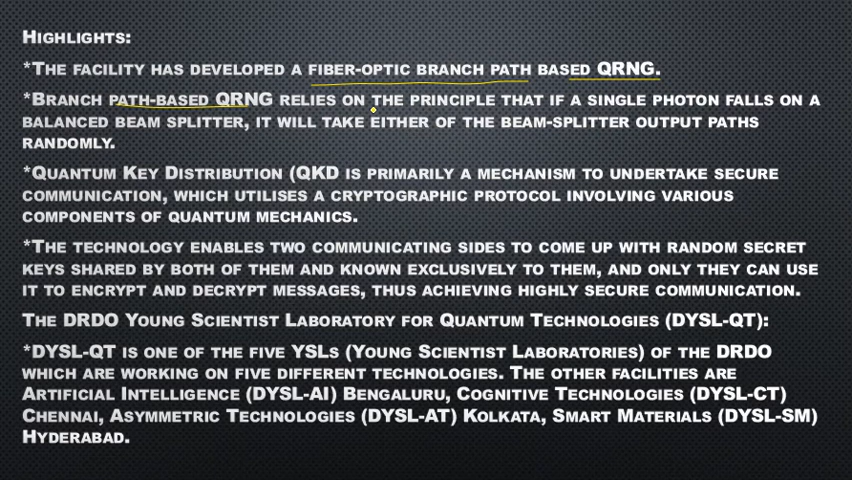 Highlights:
*The facility has developed a fiber-optic branch path based QRNG.
*Branch path-based QRNG relies on the principle that if a single photon falls on a
balanced beam splitter, it will take either of the beam-splitter output paths
randomly.
*Quantum Key Distribution (QKD is primarily a mechanism to undertake secure
communication, which utilises a cryptographic protocol involving various
components of quantum mechanics.
*The technology enables two communicating sides to come up with random secret
keys shared by both of them and known exclusively to them, and only they can use
it to encrypt and decrypt messages, thus achieving highly secure communication.
The DRDO Young Scientist Laboratory for Quantum Technologies (DYSL-QT):
*DYSL-QT is one of the five YSLs (Young Scientist Laboratories) of the DRDO
which are working on five different technologies. The other facilities are
Artificial Intelligence (DYSL-AI) Bengaluru, Cognitive Technologies (DYSL-CT)
Chennai, Asymmetric Technologies (DYSL-AT) Kolkata, Smart Materials (DYSL-SM)
Hyderabad.